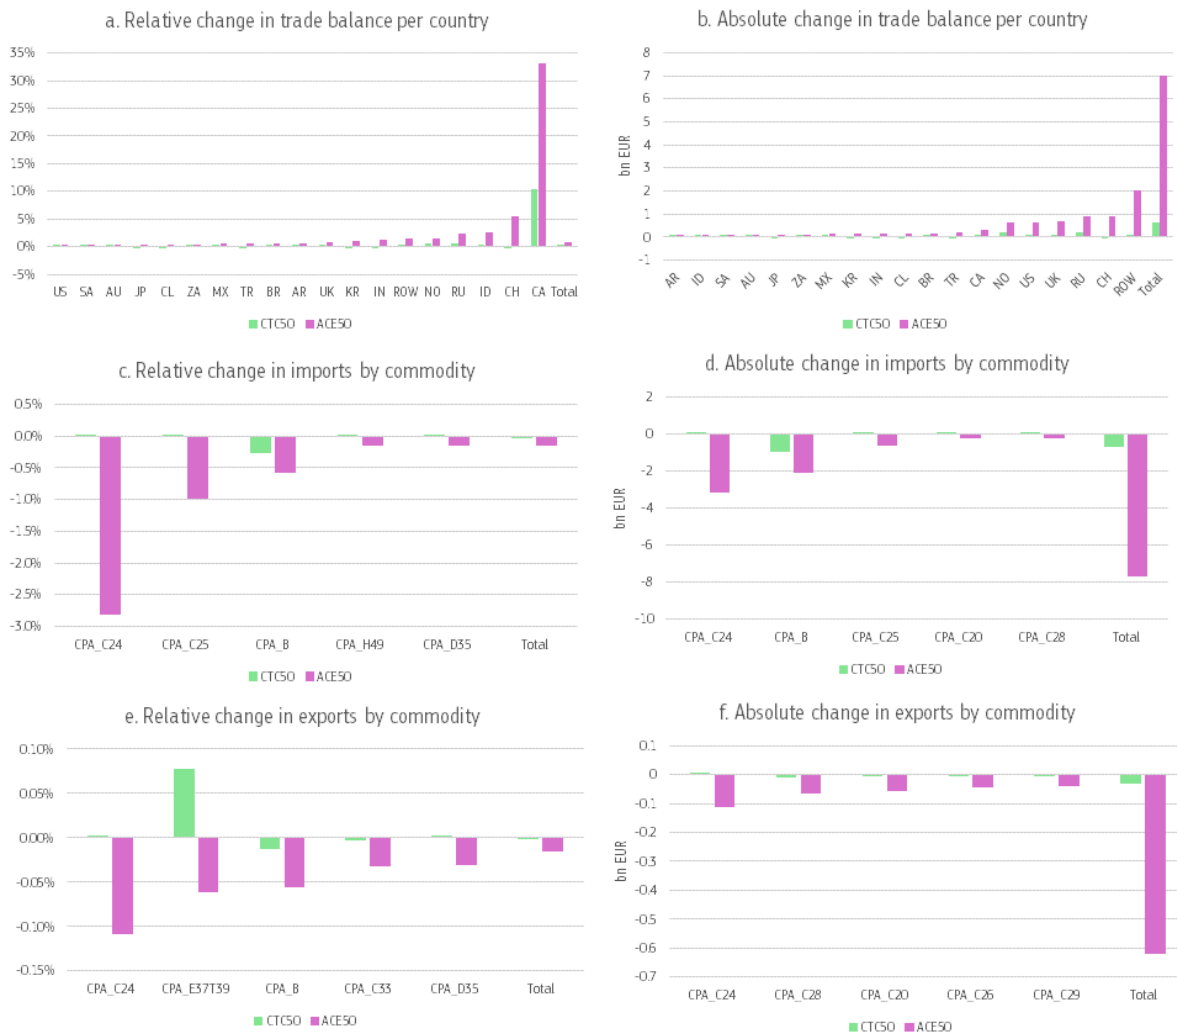 a. Relative change in trade balance per country
35%
30%
25%
20%
15%
10%
5%
0%
-5%
US SA AU JP CL ZA MX TR BR AR UK KR IN ROW NO RU ID CH CA Total
CTC50 ACE50
b. Absolute change in trade balance per country
bn EUR
8
7
6
5
4
3
2
1
0
-1
AR ID SA AU JP ZA MX KR IN CL BR TR CA NO US UK RU CH ROW Total
CTC50 ACE50
c. Relative change in imports by commodity
0.5%
0.0%
-0.5%
-1.0%
-1.5%
-2.0%
-2.5%
-3.0%
CPA_C24 CPA_C25 CPA_B CPA_H49 CPA_D35 Total
CTC50 ACE50
d. Absolute change in imports by commodity
bn EUR
2
0
-2
-4
-6
-8
-10
CPA_C24 CPA_B CPA_C25 CPA_C20 CPA_C28 Total
CTC50 ACE50
e. Relative change in exports by commodity
0.10%
0.05%
0.00%
-0.05%
-0.10%
-0.15%
CPA_C24 CPA_E37T39 CPA_B CPA_C33 CPA_D35 Total
CTC50 ACE50
f. Absolute change in exports by commodity
bn EUR
0.1
0
-0.1
-0.2
-0.3
-0.4
-0.5
-0.6
-0.7
CPA_C24 CPA_C28 CPA_C20 CPA_C26 CPA_C29 Total
CTC50 ACE50